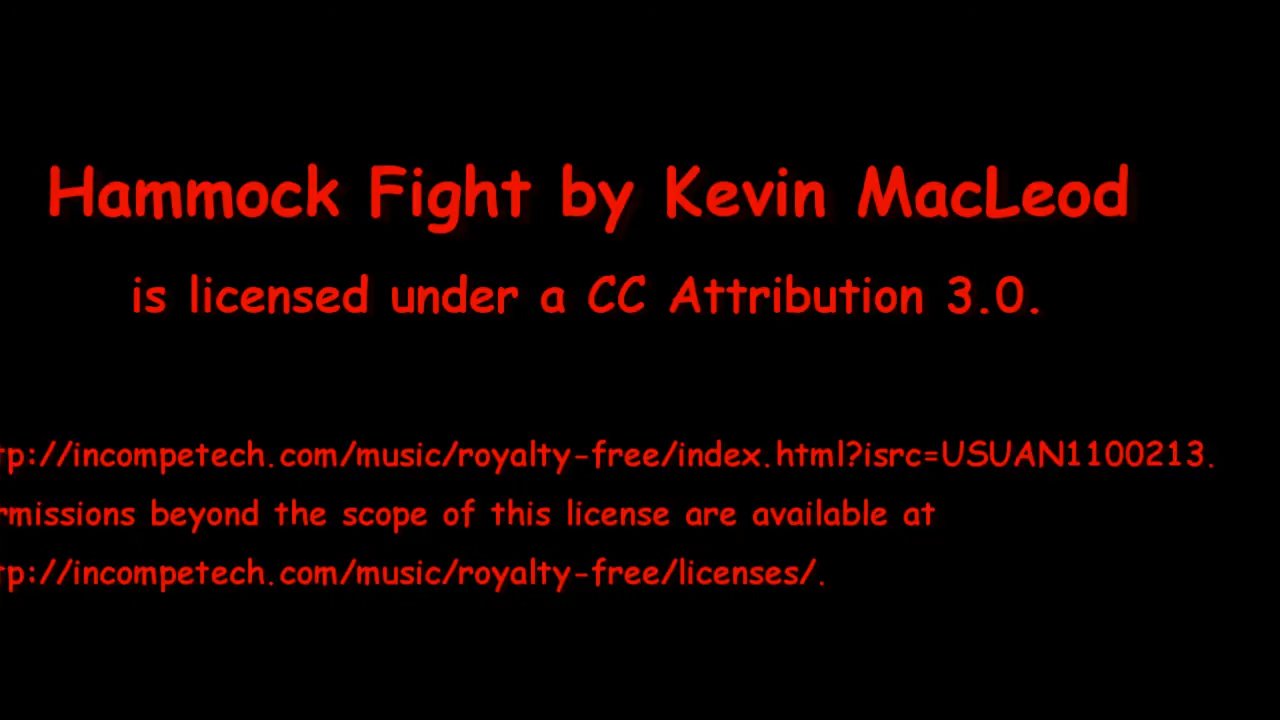 Hammock Fight by Kevin MacLeod
is licensed under a CC Attribution 3.0.
tp://incompetech.com/music/royalty-free/index.html?isrc=USUAN1100213.
rmissions beyond the scope of this license are available at
tp://incompetech.com/music/royalty-free/licenses/.